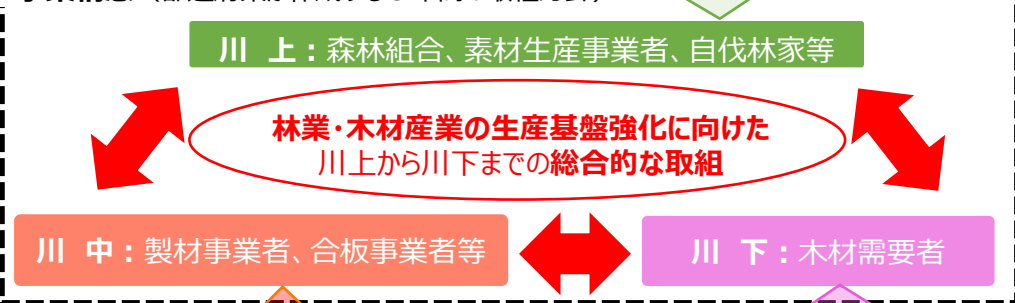 川 上：森林組合、素材生産事業者、自伐林家等
林業・木材産業の生産基盤強化に向けた
川上から川下までの総合的な取組
川 中：製材事業者、合板事業者等
川 下：木材需要者